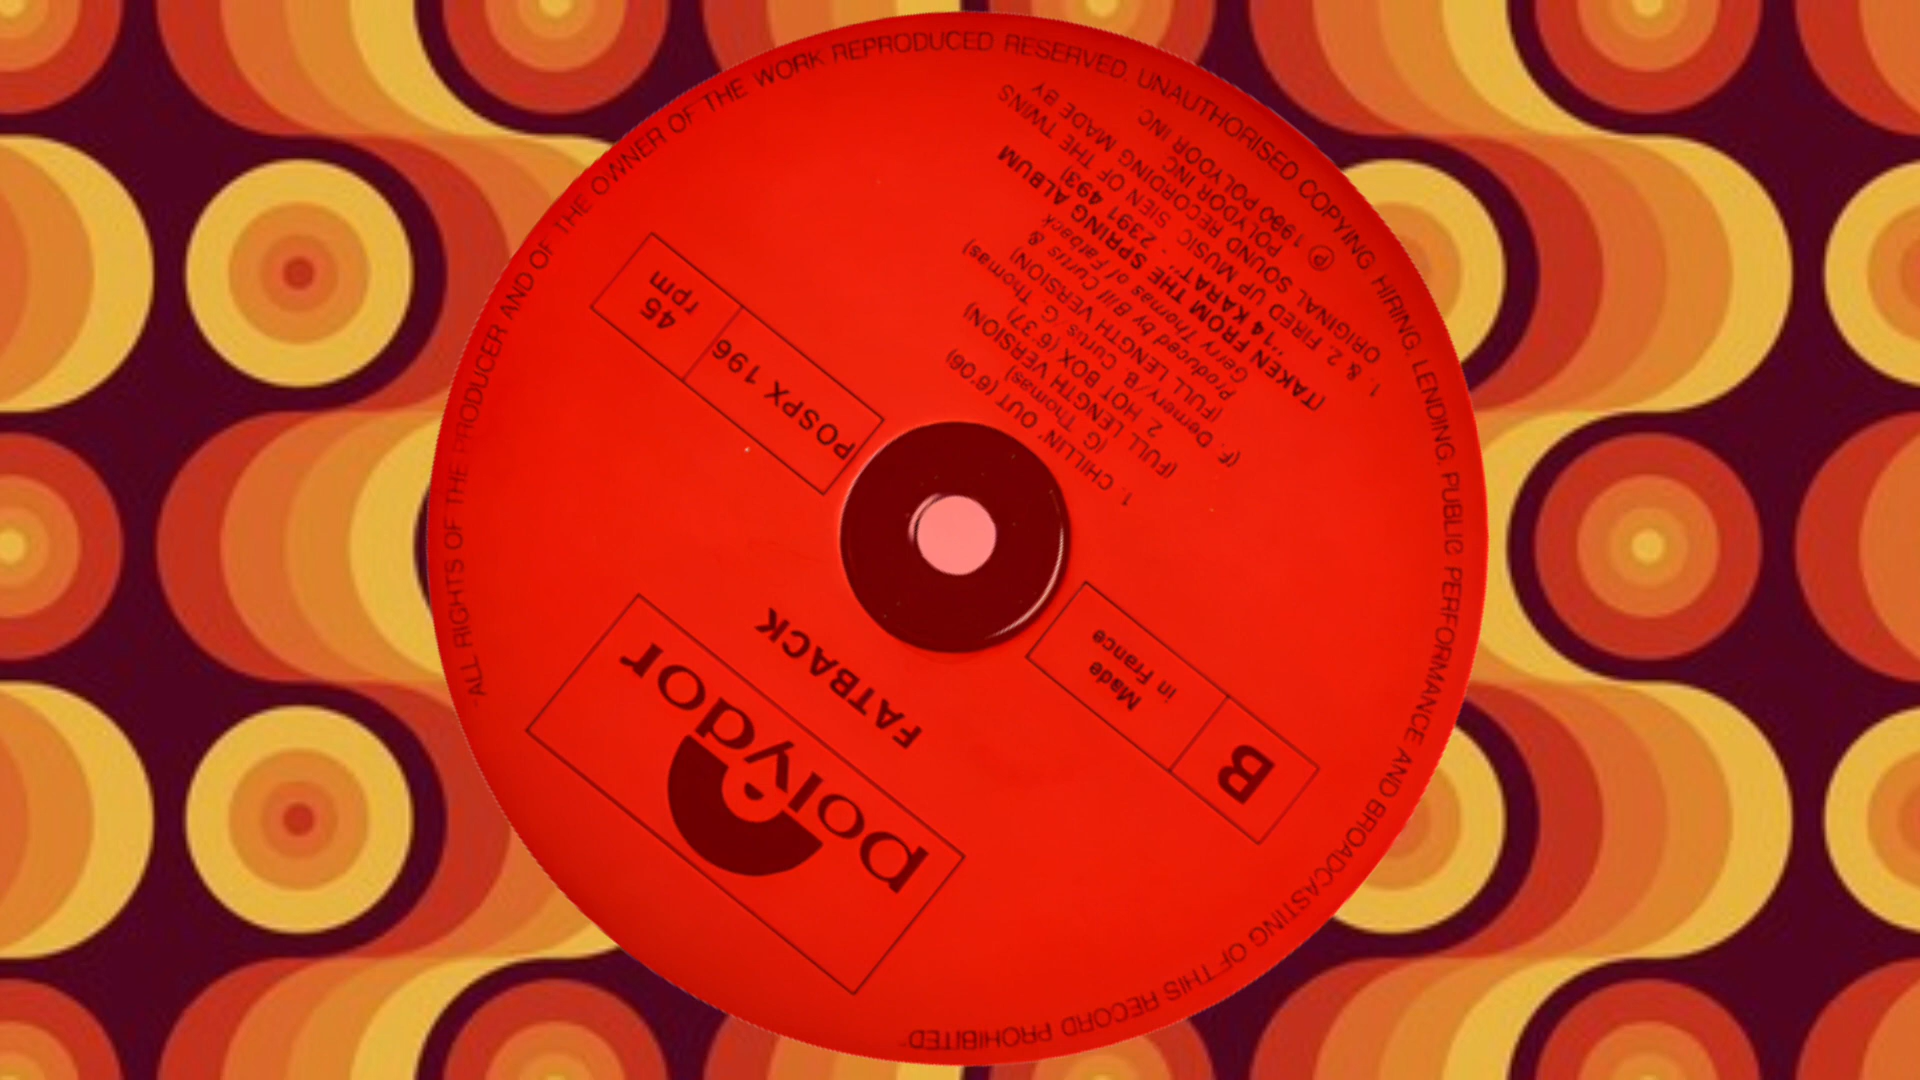 polydor
FATBACK
B
Made
in France
POSPX 196
45
rpm
1. CHILLIN' OUT (6'06)
(FULL LENGTH VERSION)
(G. Thomas)
2. HOT BOX (6'37)
(FULL LENGTH VERSION)
(F. Demery/B. Curtis/G. Thomas)
Produced by Bill Curtis &
Gerry Thomas of Fatback
(TAKEN FROM THE SPRING ALBUM
"14 KARAT" - 2391 493)
1. & 2. FIRED UP MUSIC - SIEN OF THE TWINS
ORIGINAL SOUND RECORDING MADE BY
POLYDOR INC
Ⓟ 1980 POLYDOR INC.
ALL RIGHTS OF THE PRODUCER AND OF THE OWNER OF THE WORK REPRODUCED RESERVED. UNAUTHORISED COPYING, HIRING, LENDING, PUBLIC PERFORMANCE AND BROADCASTING OF THIS RECORD PROHIBITED